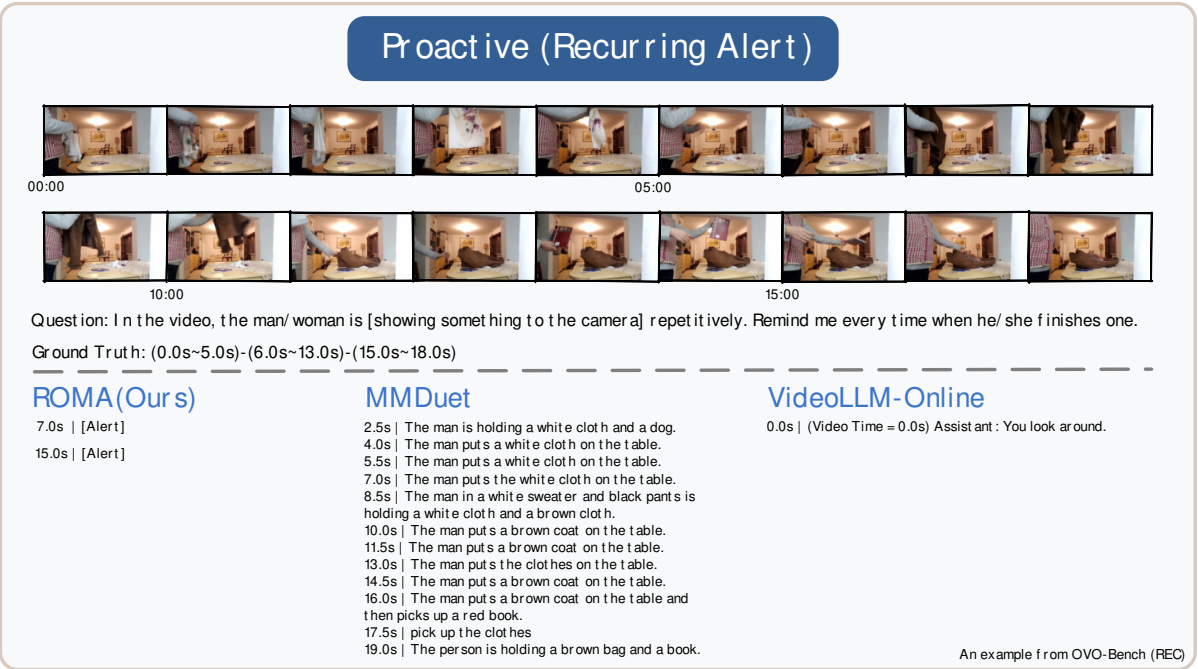 Proactive (Recurring Alert)
00:00
05:00
10:00
15:00
Question: In the video, the man/woman is [showing something to the camera] repetitively. Remind me every time when he/she finishes one.
Ground Truth: (0.0s~5.0s)-(6.0s~13.0s)-(15.0s~18.0s)
ROMA(Ours)
7.0s | [Alert]
15.0s | [Alert]
MMDuet
2.5s | The man is holding a white cloth and a dog.
4.0s | The man puts a white cloth on the table.
5.5s | The man puts a white cloth on the table.
7.0s | The man puts the white cloth on the table.
8.5s | The man in a white sweater and black pants is
holding a white cloth and a brown cloth.
10.0s | The man puts a brown coat on the table.
11.5s | The man puts a brown coat on the table.
13.0s | The man puts the clothes on the table.
14.5s | The man puts a brown coat on the table.
16.0s | The man puts a brown coat on the table and
then picks up a red book.
17.5s | pick up the clothes
19.0s | The person is holding a brown bag and a book.
VideoLLM-Online
0.0s | (Video Time = 0.0s) Assistant: You look around.
An example from OVO-Bench (REC)